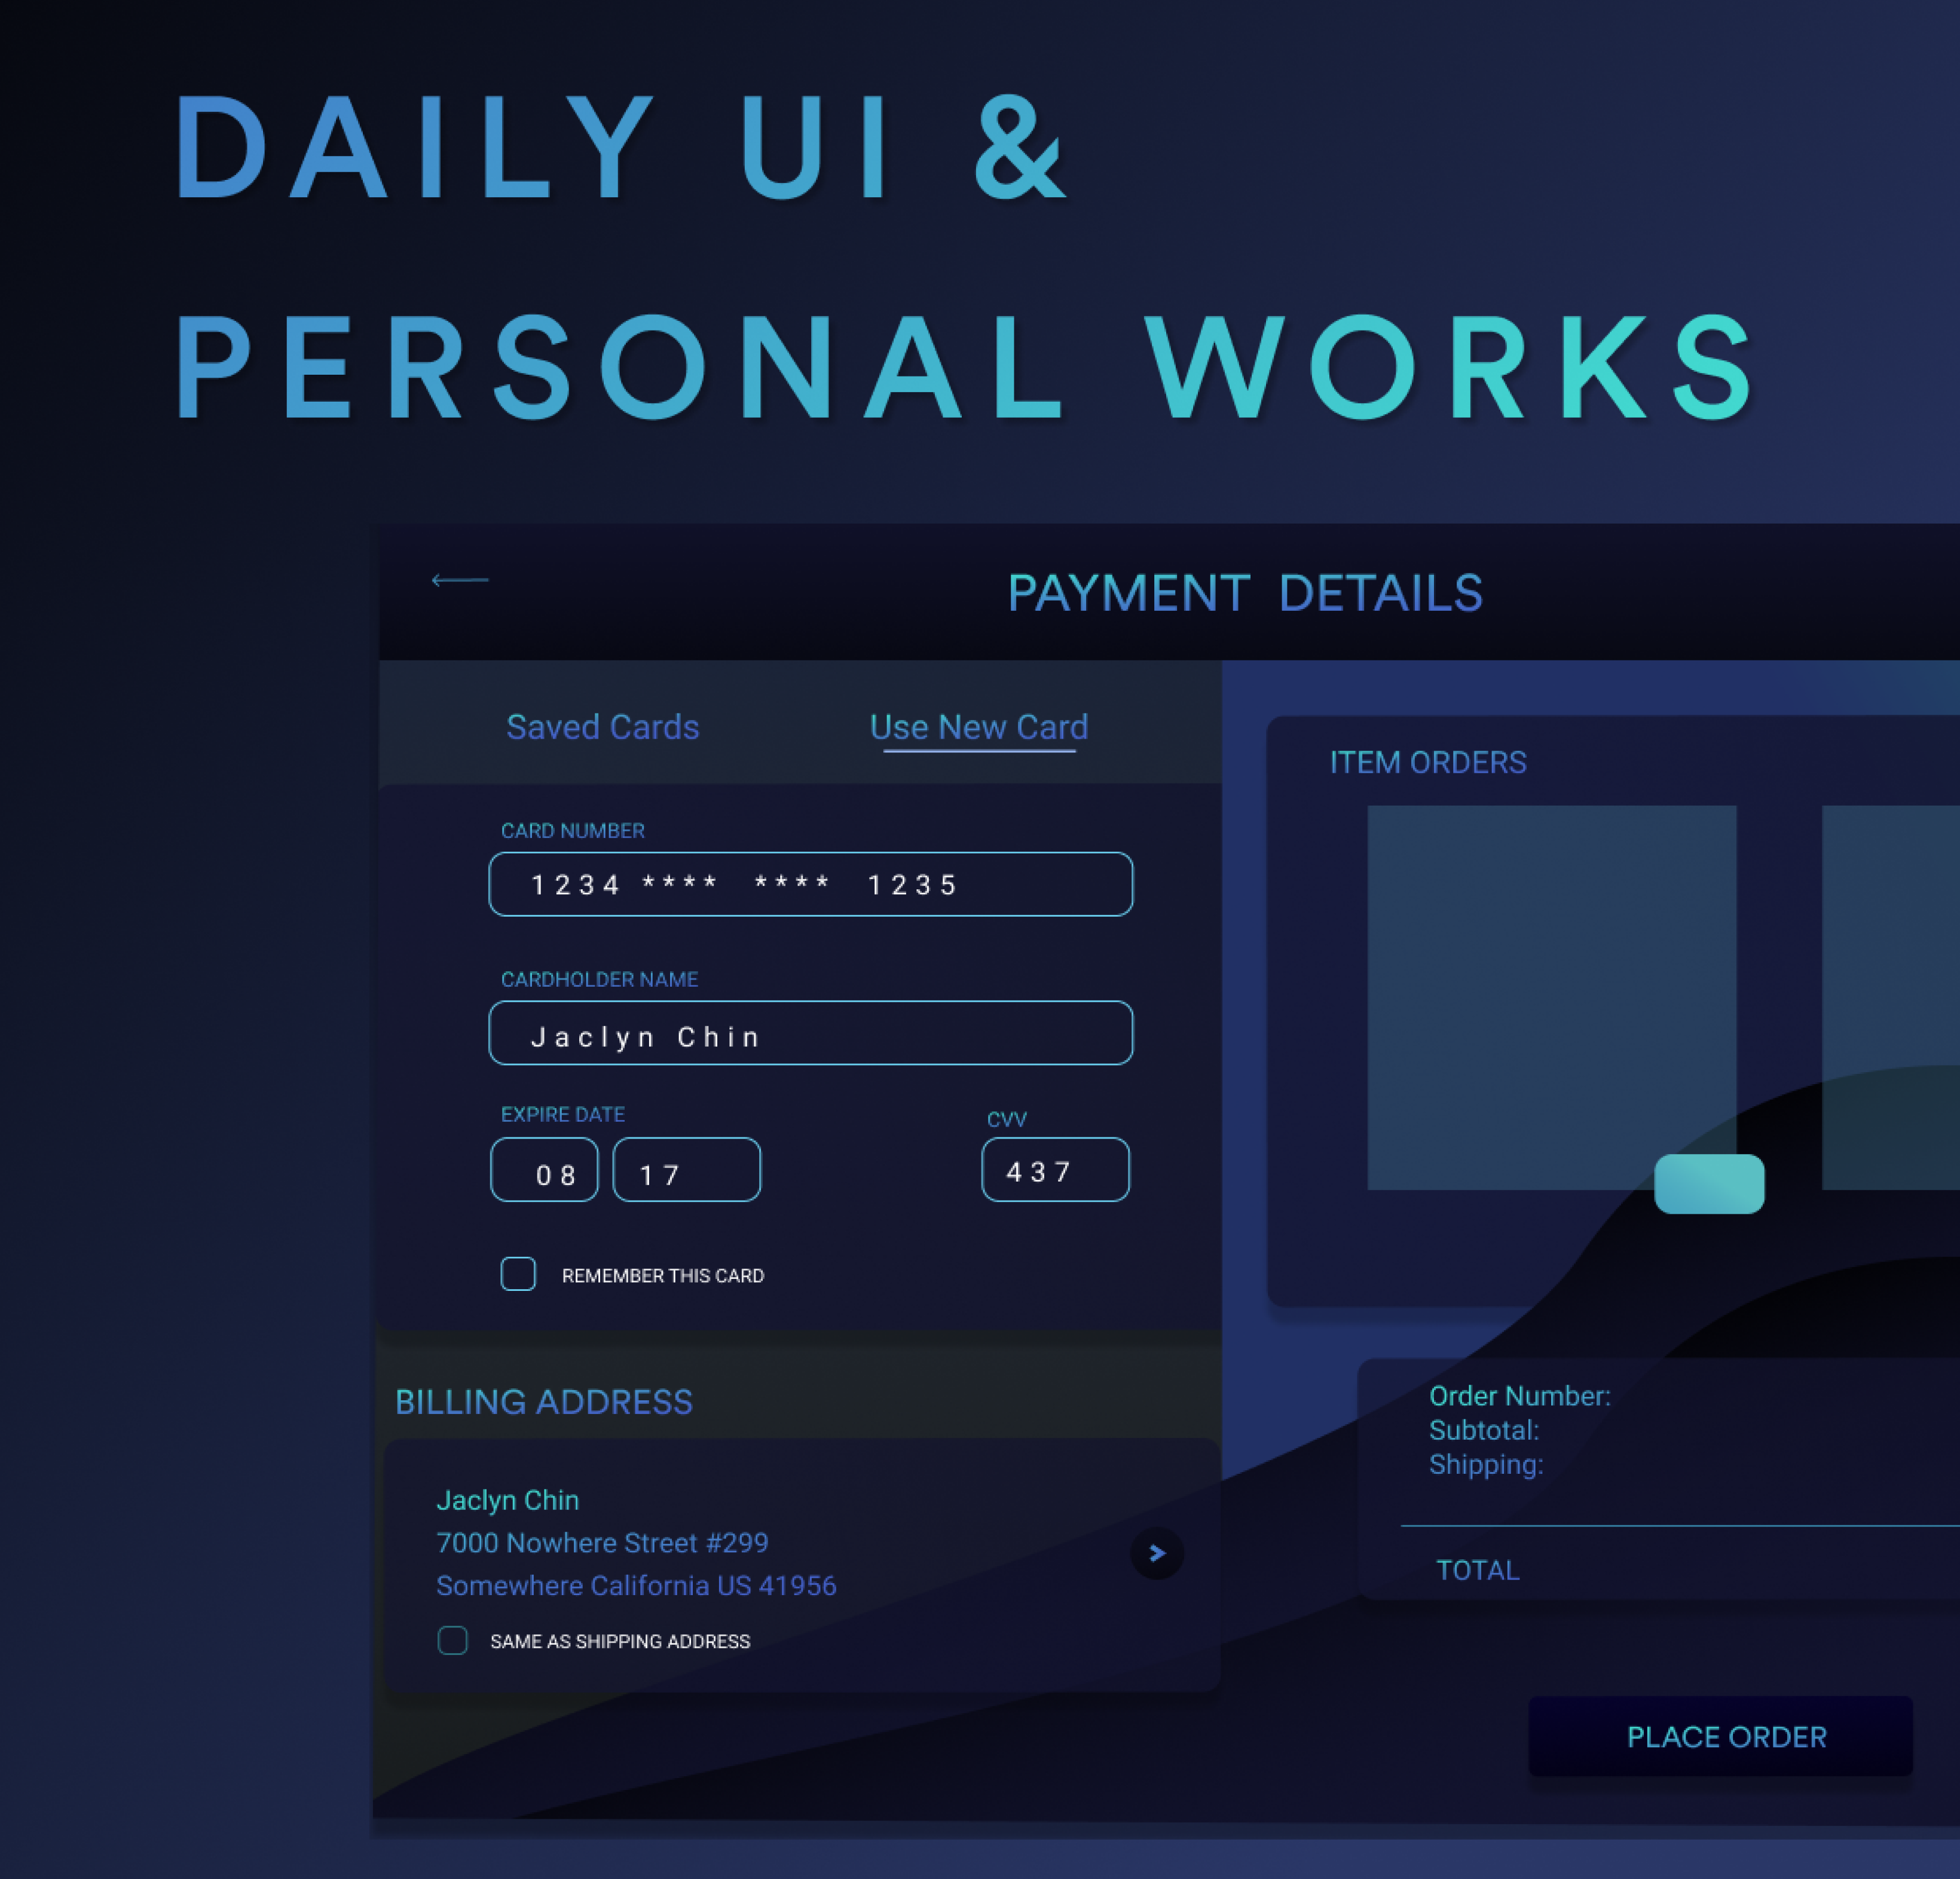 DAILY UI &
PERSONAL WORKS
PAYMENT DETAILS
Saved Cards
Use New Card
CARD NUMBER
1234 **** **** 1235
CARDHOLDER NAME
Jaclyn Chin
EXPIRE DATE
CVV
08
17
437
REMEMBER THIS CARD
BILLING ADDRESS
Jaclyn Chin
7000 Nowhere Street #299
Somewhere California US 41956
SAME AS SHIPPING ADDRESS
ITEM ORDERS
Order Number:
Subtotal:
Shipping:
TOTAL
PLACE ORDER